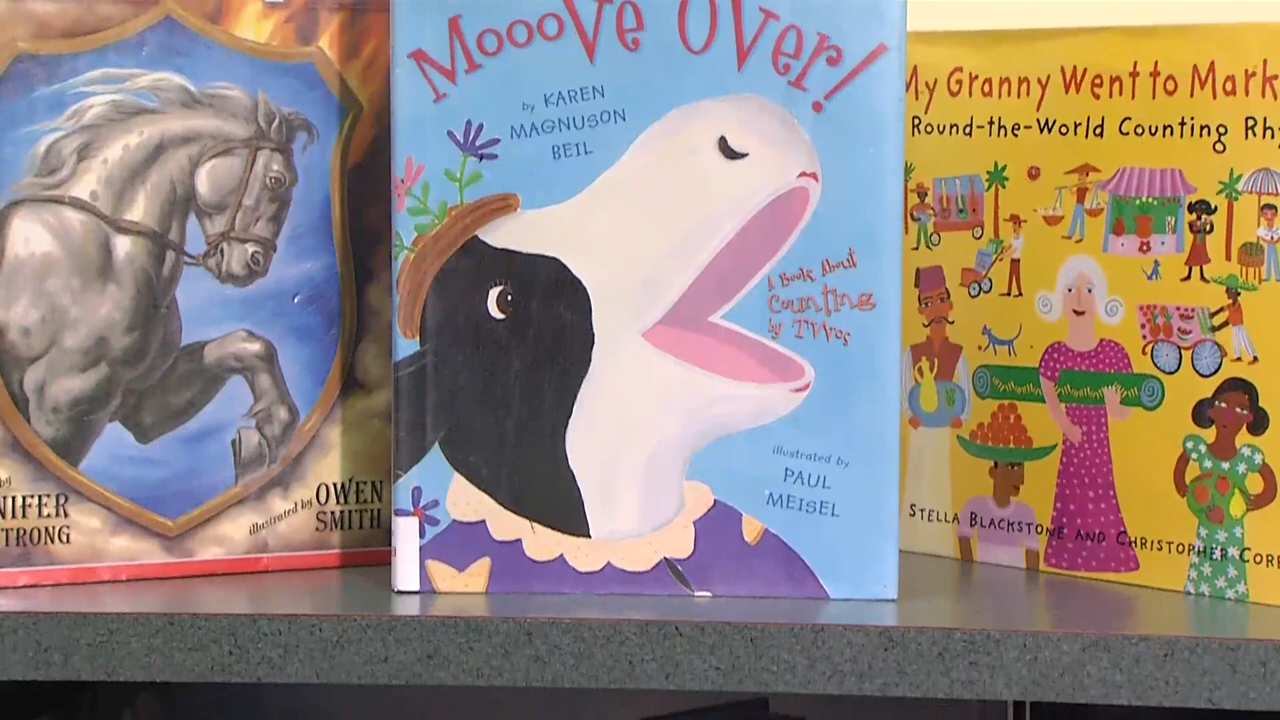 by
NIFER
TRONG
illustrated by OWEN
SMITH
Mooove Over!
by KAREN
MAGNUSON
BEIL
A Book About
Counting
by Twos
illustrated by
PAUL
MEISEL
My Granny Went to Mark
Round-the-World Counting Rhy
STELLA BLACKSTONE AND CHRISTOPHER CORR